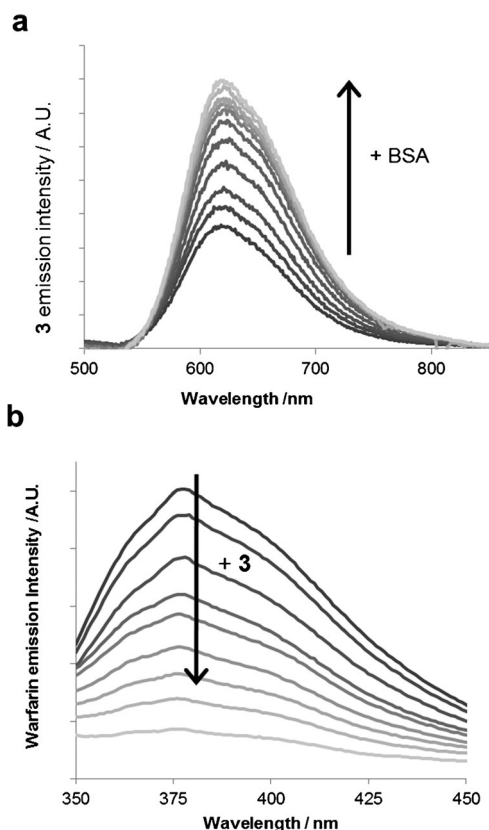 a
3 emission intensity / A.U.
+ BSA
500 600 700 800
Wavelength /nm
b
Warfarin emission Intensity /A.U.
+ 3
350 375 400 425 450
Wavelength / nm